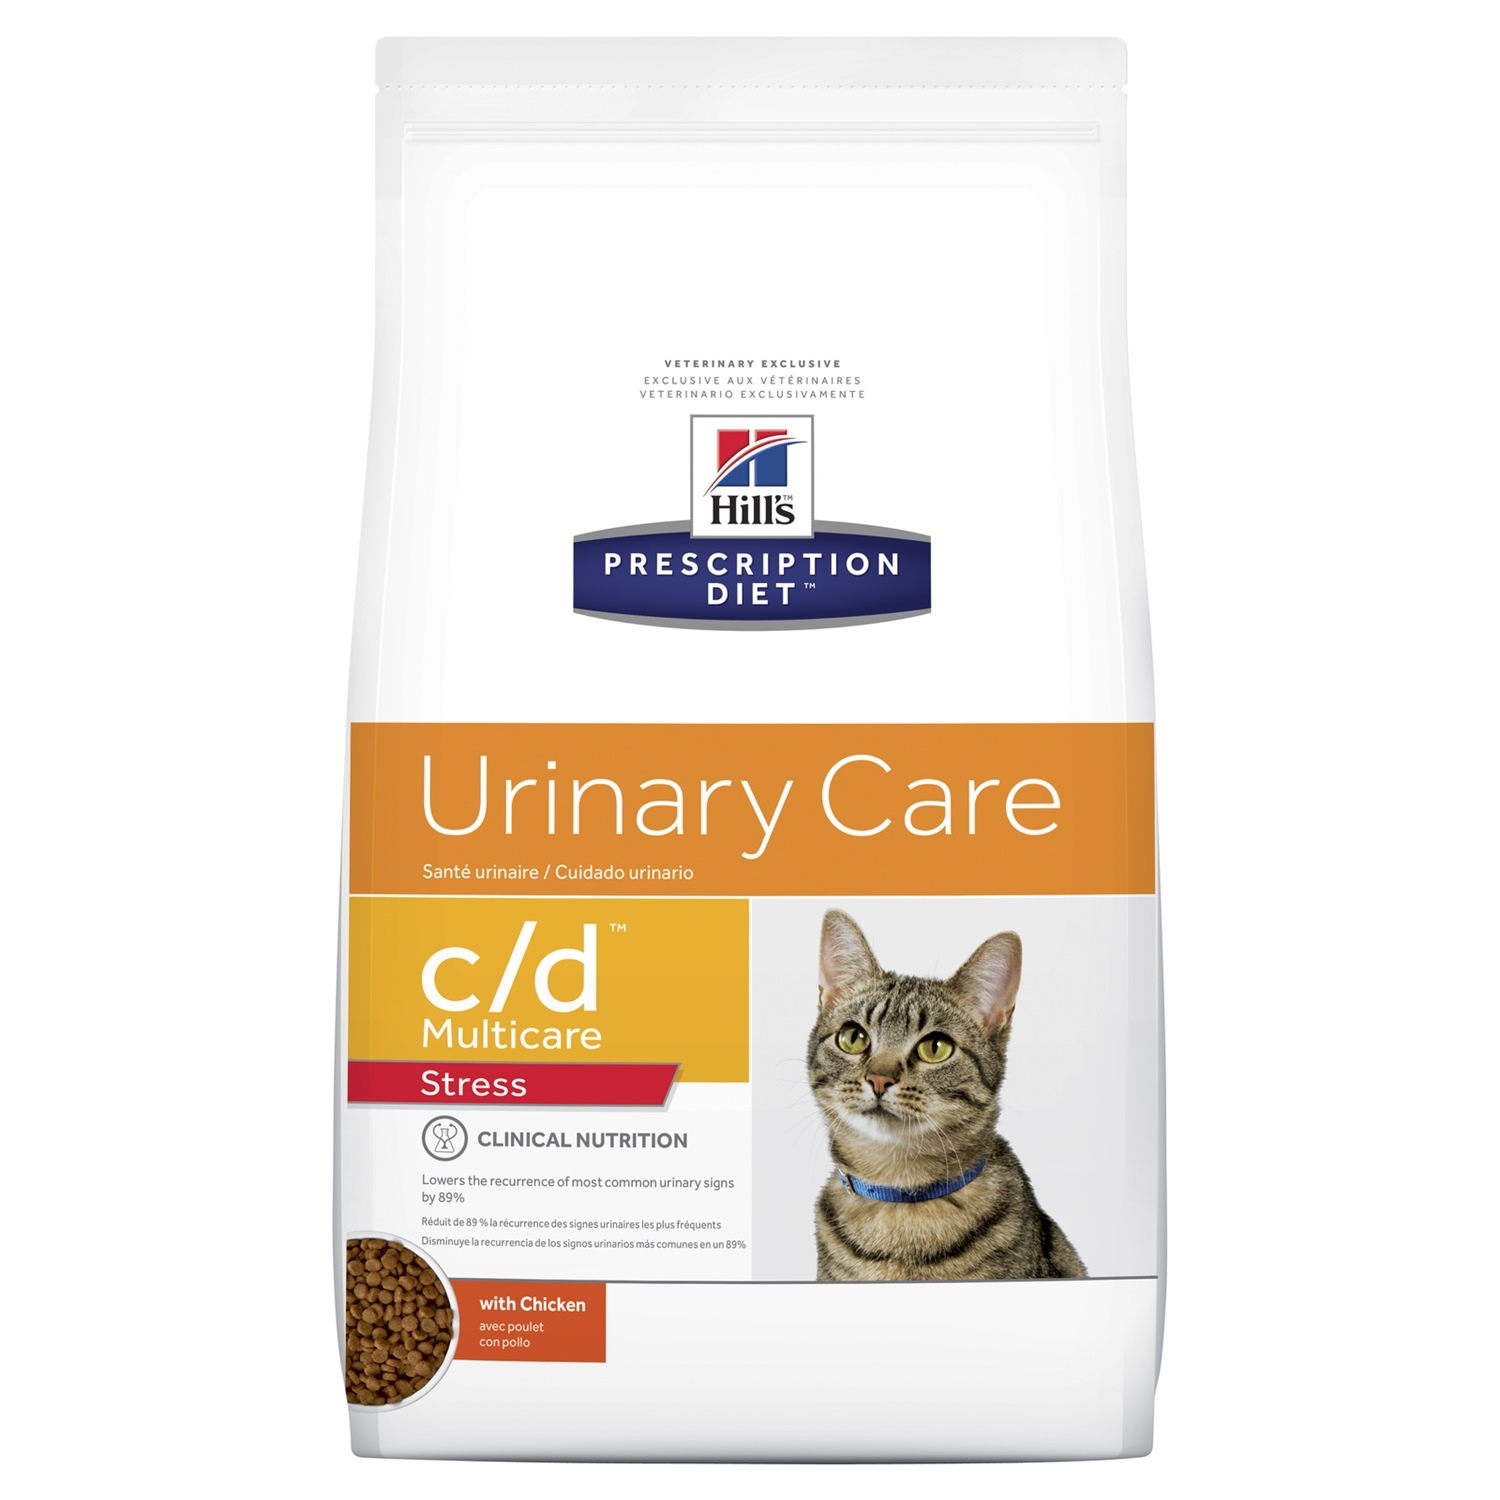 VETERINARY EXCLUSIVE
EXCLUSIVE AUX VÉTÉRINAIRES
VETERINARIO EXCLUSIVAMENTE
Hill's™
PRESCRIPTION
DIET™
Urinary Care
Santé urinaire / Cuidado urinario
c/d™
Multicare
Stress
CLINICAL NUTRITION
Lowers the recurrence of most common urinary signs
by 89%
Réduit de 89 % la récurrence des signes urinaires les plus fréquents
Disminuye la recurrencia de los signos urinarios más comunes en un 89%
with Chicken
avec poulet
con pollo